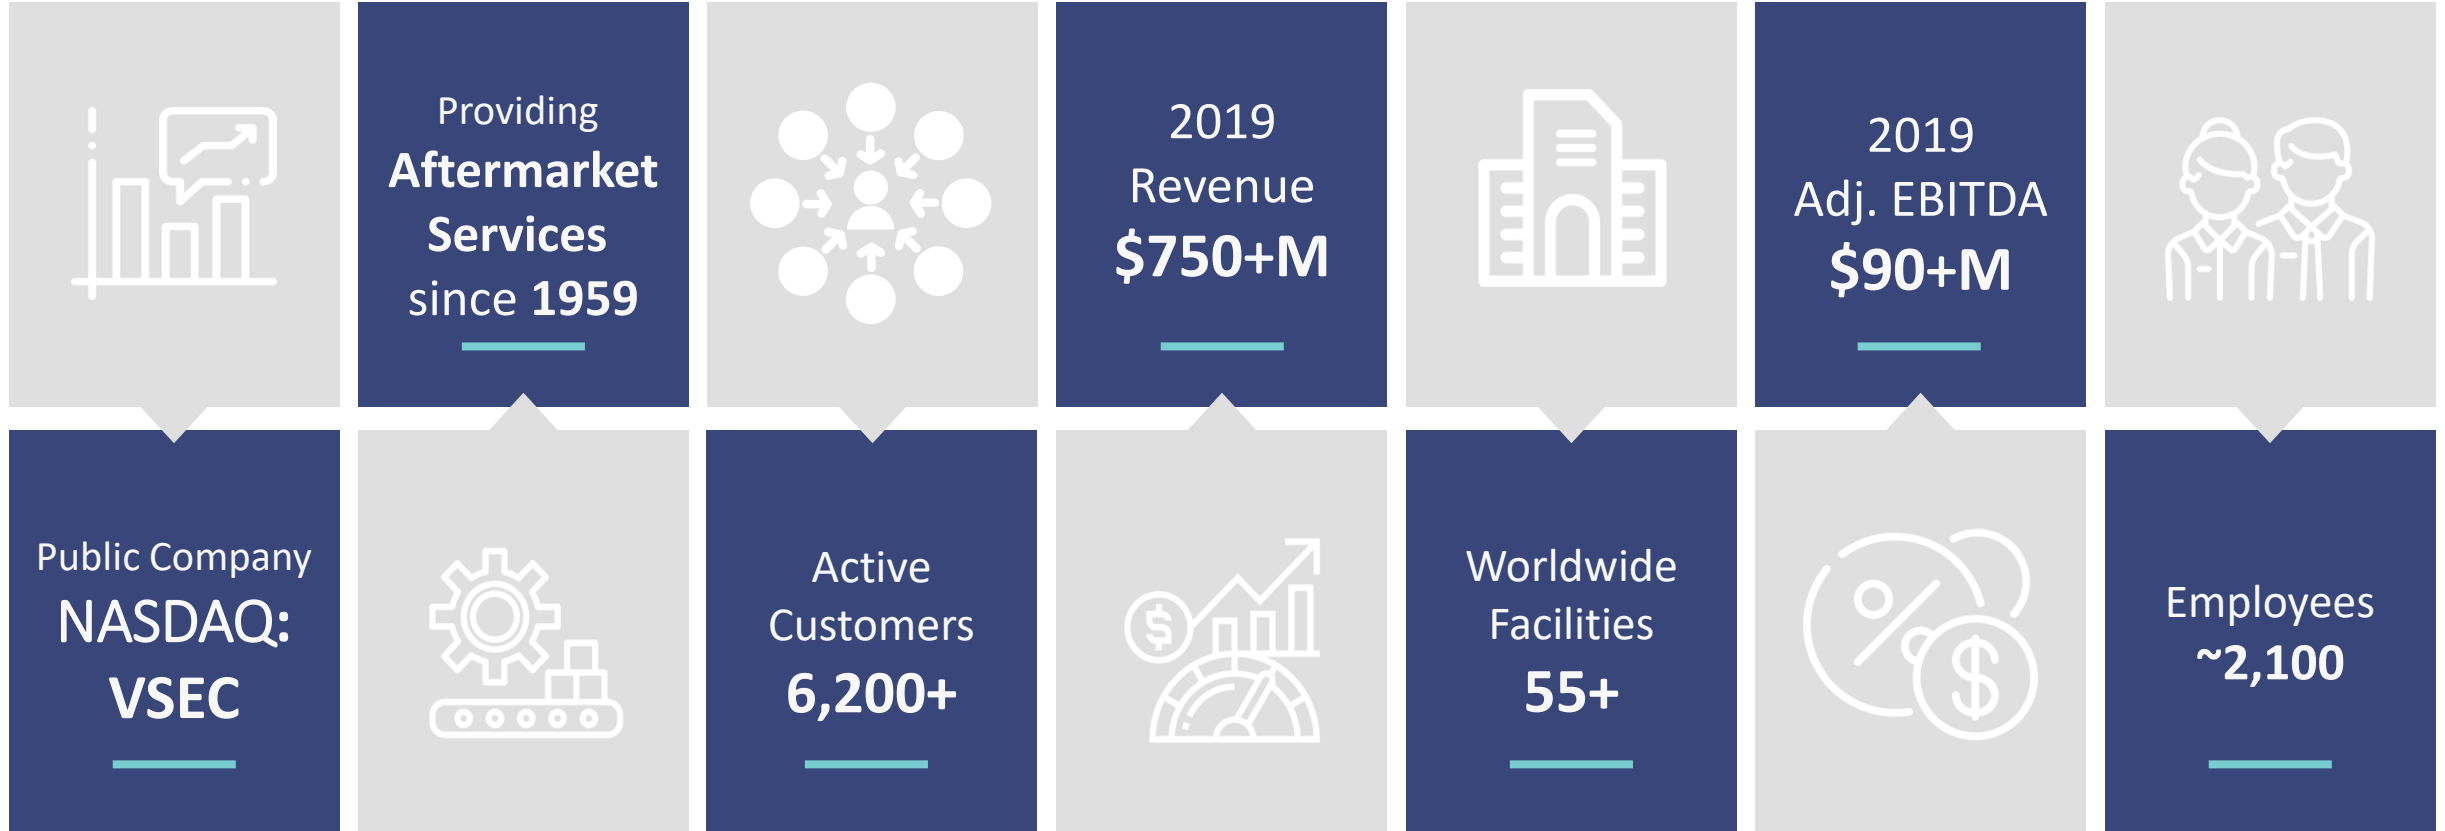 Public Company
NASDAQ:
VSEC
Providing
Aftermarket
Services
since 1959
Active
Customers
6,200+
2019
Revenue
$750+M
Worldwide
Facilities
55+
2019
Adj. EBITDA
$90+M
Employees
~2,100